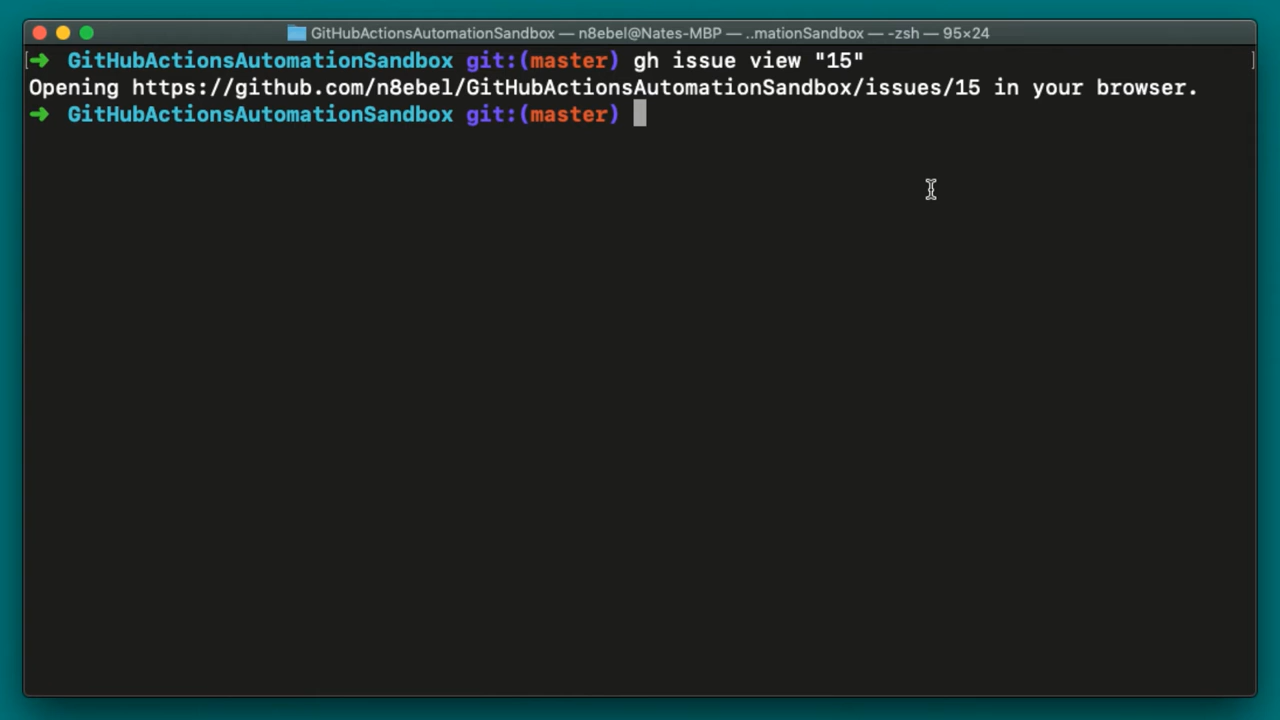 GitHubActionsAutomationSandbox — n8ebel@Nates-MBP — ..mationSandbox — -zsh — 95×24
[➜ GitHubActionsAutomationSandbox git:(master) gh issue view "15" ]
Opening https://github.com/n8ebel/GitHubActionsAutomationSandbox/issues/15 in your browser.
➜ GitHubActionsAutomationSandbox git:(master)